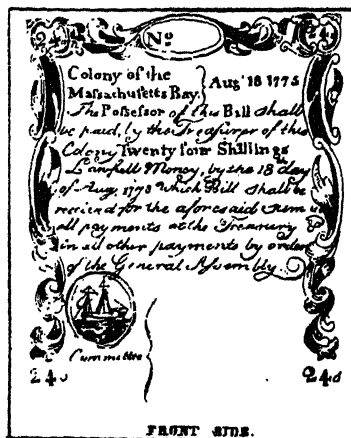 24s No 24s
Colony of the } Augt 18 1775
Massachusetts Bay. }
The Possessor of this Bill shall
be paid, by the Treasurer of this
Colony Twenty four Shillings
Lawfull Money, by the 18th day
of Aug, 1778 which Bill shall be
received for the aforesaid sum in
all payments at the Treasury
in all other payments by order
of the General Assembly.
Committee
24s 24s
FRONT SIDE.